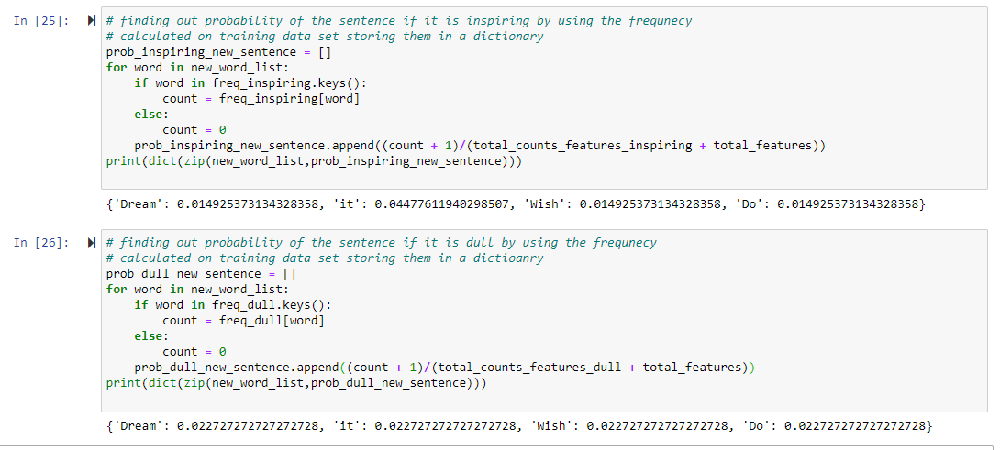 In [25]:
# finding out probability of the sentence if it is inspiring by using the frequnecy
# calculated on training data set storing them in a dictionary
prob_inspiring_new_sentence = []
for word in new_word_list:
    if word in freq_inspiring.keys():
        count = freq_inspiring[word]
    else:
        count = 0
    prob_inspiring_new_sentence.append((count + 1)/(total_counts_features_inspiring + total_features))
print(dict(zip(new_word_list,prob_inspiring_new_sentence)))
{'Dream': 0.014925373134328358, 'it': 0.04477611940298507, 'Wish': 0.014925373134328358, 'Do': 0.014925373134328358}
In [26]:
# finding out probability of the sentence if it is dull by using the frequnecy
# calculated on training data set storing them in a dictioanry
prob_dull_new_sentence = []
for word in new_word_list:
    if word in freq_dull.keys():
        count = freq_dull[word]
    else:
        count = 0
    prob_dull_new_sentence.append((count + 1)/(total_counts_features_dull + total_features))
print(dict(zip(new_word_list,prob_dull_new_sentence)))
{'Dream': 0.022727272727272728, 'it': 0.022727272727272728, 'Wish': 0.022727272727272728, 'Do': 0.022727272727272728}